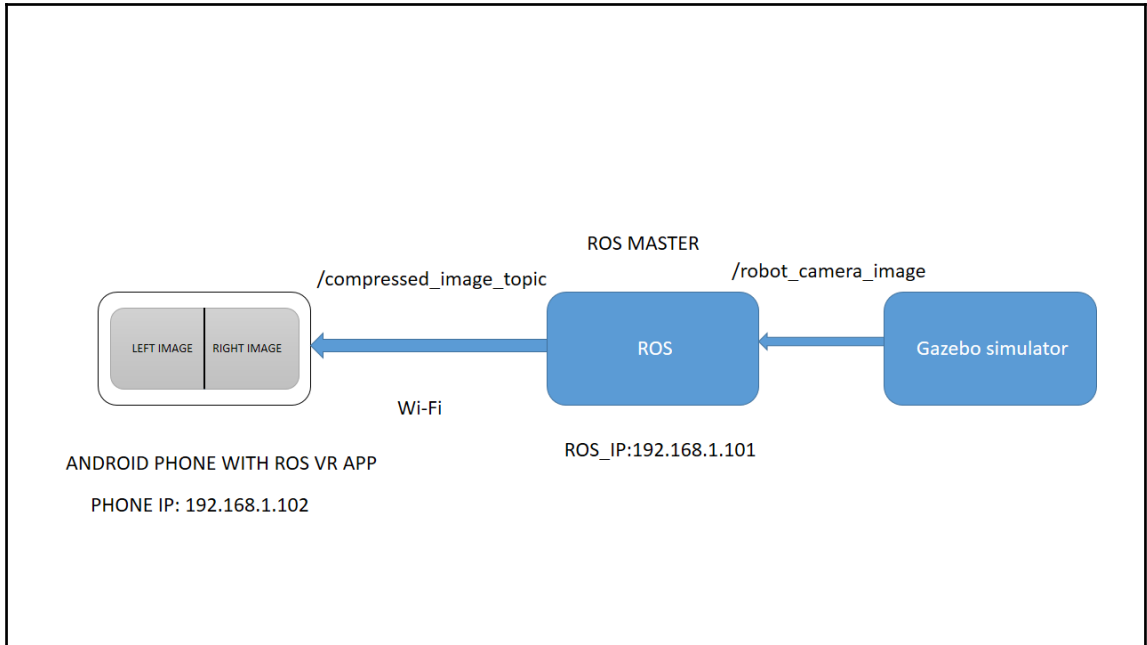 ROS MASTER
/compressed_image_topic
/robot_camera_image
LEFT IMAGE
RIGHT IMAGE
ROS
Gazebo simulator
Wi-Fi
ROS_IP:192.168.1.101
ANDROID PHONE WITH ROS VR APP
PHONE IP: 192.168.1.102